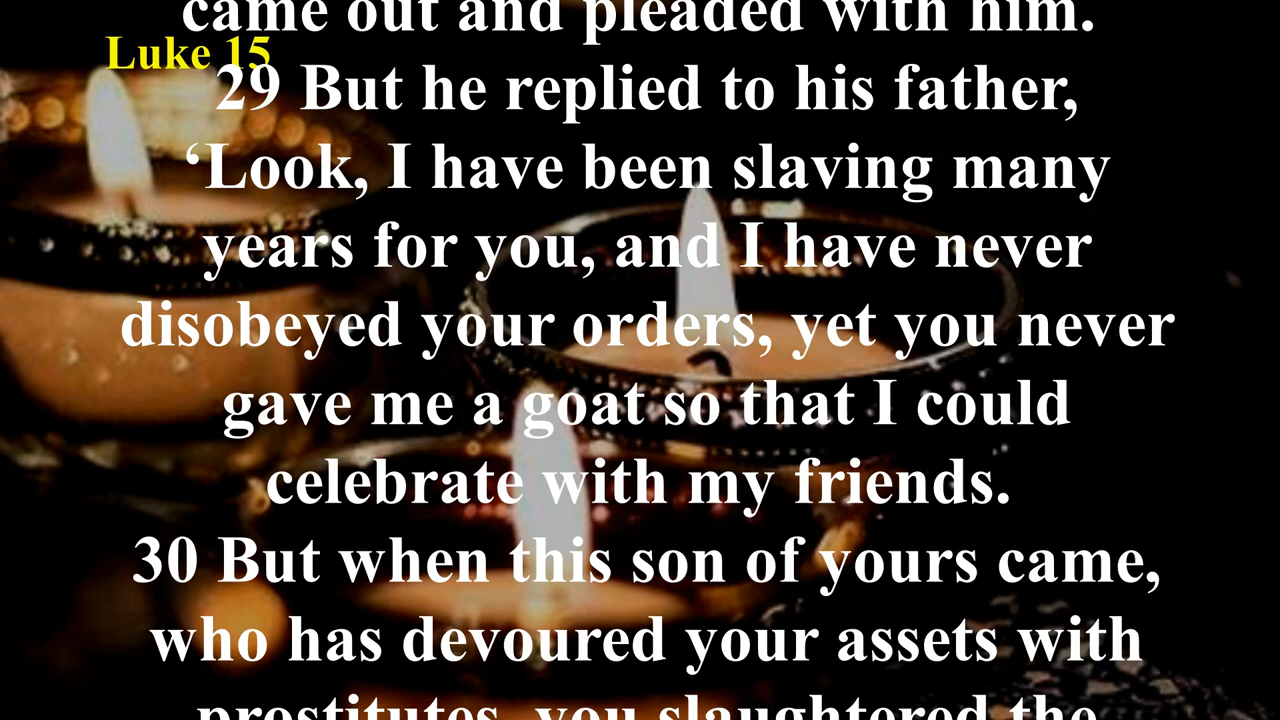 came out and pleaded with him.
Luke 15
29 But he replied to his father,
‘Look, I have been slaving many
years for you, and I have never
disobeyed your orders, yet you never
gave me a goat so that I could
celebrate with my friends.
30 But when this son of yours came,
who has devoured your assets with
prostitutes, you slaughtered the